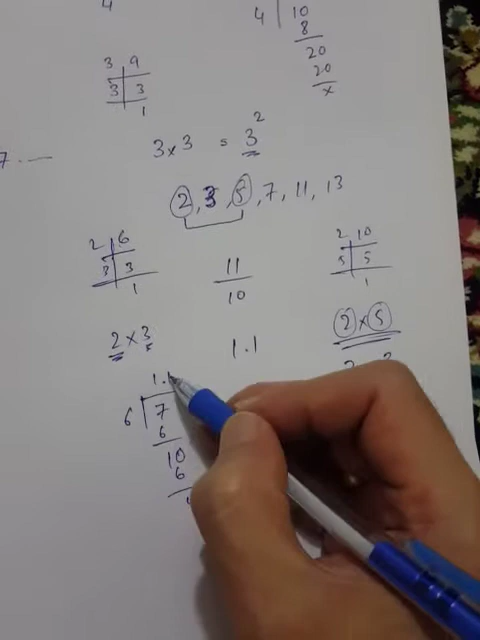 4
4 | 10
8
20
20
x
3 | 9
3 | 3
1
7 ----
3 x 3 = 3²
2, 3, 5, 7, 11, 13
2 | 6
3 | 3
1
11
10
2 | 10
5 | 5
1
2 x 3
1.1
2 x 5
1.1
6 | 7
6
10
6